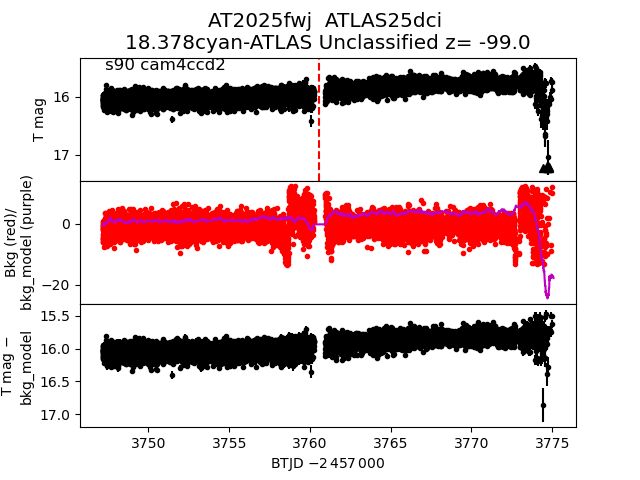 AT2025fwj ATLAS25dci
18.378cyan-ATLAS Unclassified z= -99.0
s90 cam4ccd2
T mag
16
17
Bkg (red)/
bkg_model (purple)
0
−20
T mag −
bkg_model
15.5
16.0
16.5
17.0
3750 3755 3760 3765 3770 3775
BTJD −2 457 000